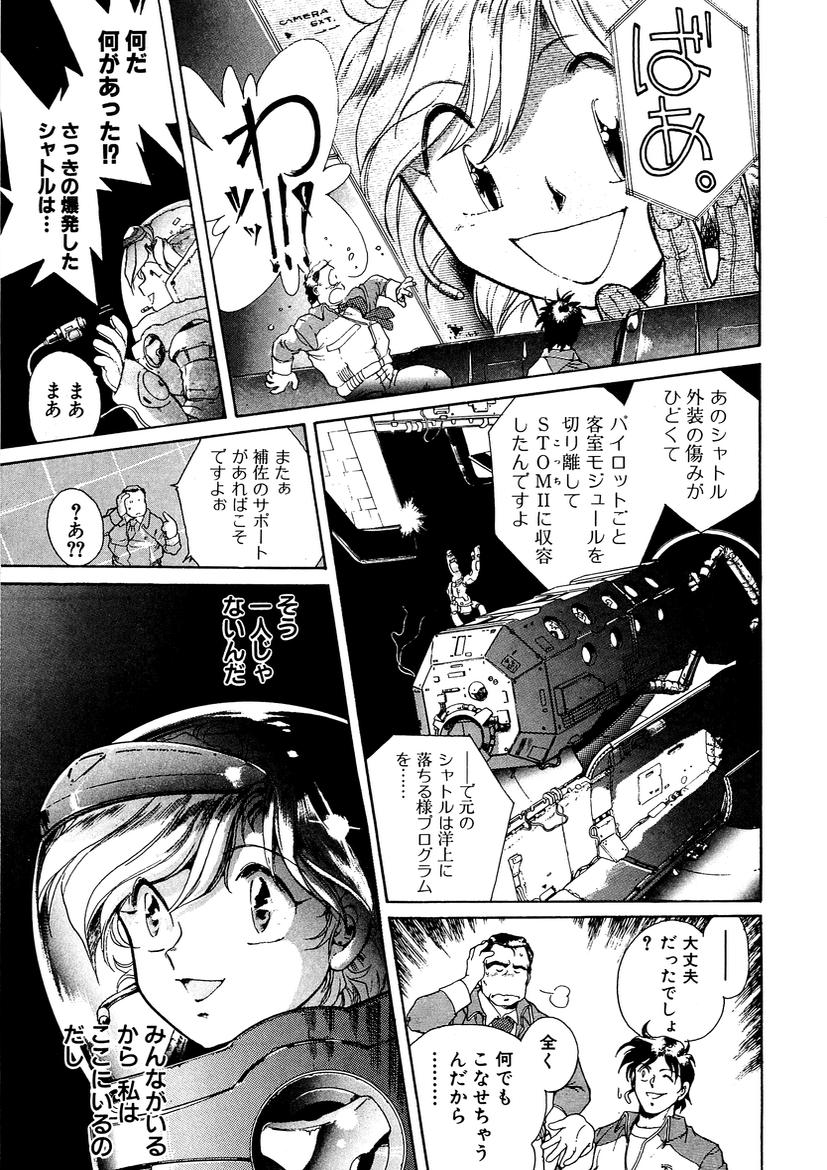 ばあ。
CAMERA
EXT.
わ!!!
何だ
何があった!?
さっきの爆発した
シャトルは…
まあ
まあ
あのシャトル
外装の傷みが
ひどくて
パイロットごと
客室モジュールを
切り離して
STOMⅡに収容
こっち
したんですよ
またぁ
補佐のサポート
があればこそ
ですよぉ
?あ??
――て元の
シャトルは洋上に
落ちる様プログラム
を……
そう
一人じゃ
ないんだ
――
大丈夫
だったでしょ
?
全く
何でも
こなせちゃう
んだから
………
みんながいる
から 私は
ここにいるの
だし